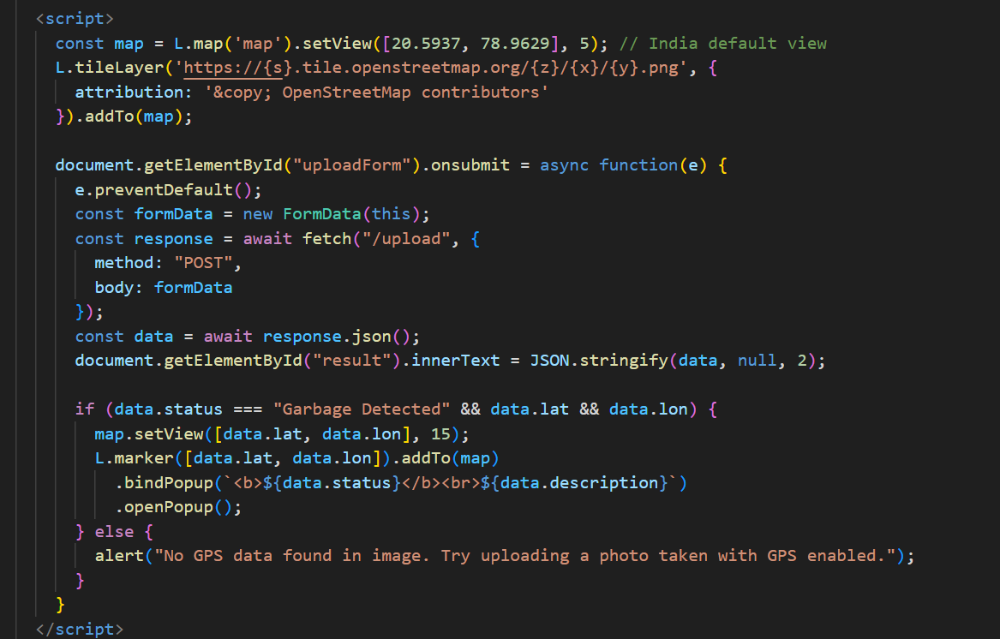 <script>
const map = L.map('map').setView([20.5937, 78.9629], 5); // India default view
L.tileLayer('https://{s}.tile.openstreetmap.org/{z}/{x}/{y}.png', {
attribution: '&copy; OpenStreetMap contributors'
}).addTo(map);
document.getElementById("uploadForm").onsubmit = async function(e) {
e.preventDefault();
const formData = new FormData(this);
const response = await fetch("/upload", {
method: "POST",
body: formData
});
const data = await response.json();
document.getElementById("result").innerText = JSON.stringify(data, null, 2);
if (data.status === "Garbage Detected" && data.lat && data.lon) {
map.setView([data.lat, data.lon], 15);
L.marker([data.lat, data.lon]).addTo(map)
.bindPopup(`<b>${data.status}</b><br>${data.description}`)
.openPopup();
} else {
alert("No GPS data found in image. Try uploading a photo taken with GPS enabled.");
}
}
</script>